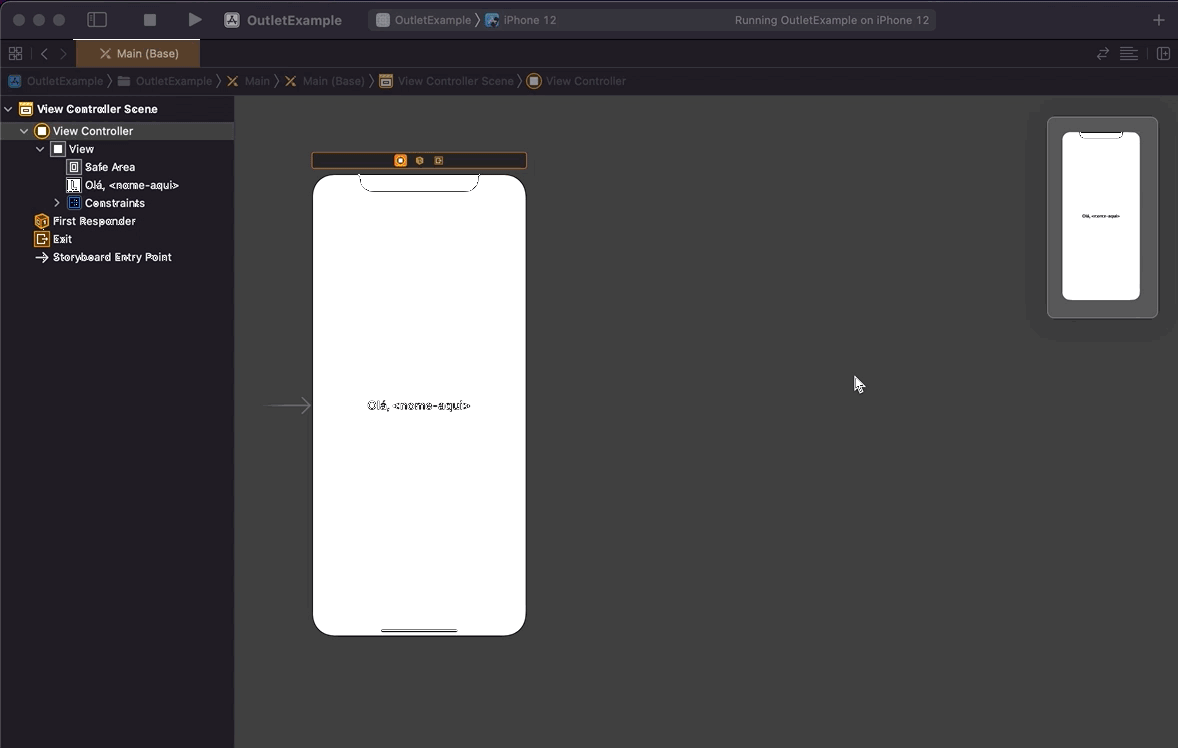 OutletExample
OutletExample iPhone 12
Running OutletExample on iPhone 12
Main (Base)
OutletExample OutletExample Main Main (Base) View Controller Scene View Controller
View Controller Scene
View Controller
View
Safe Area
Olá, <nome-aqui>
Constraints
First Responder
Exit
Storyboard Entry Point
Olá, <nome-aqui>
Olá, <nome-aqui>